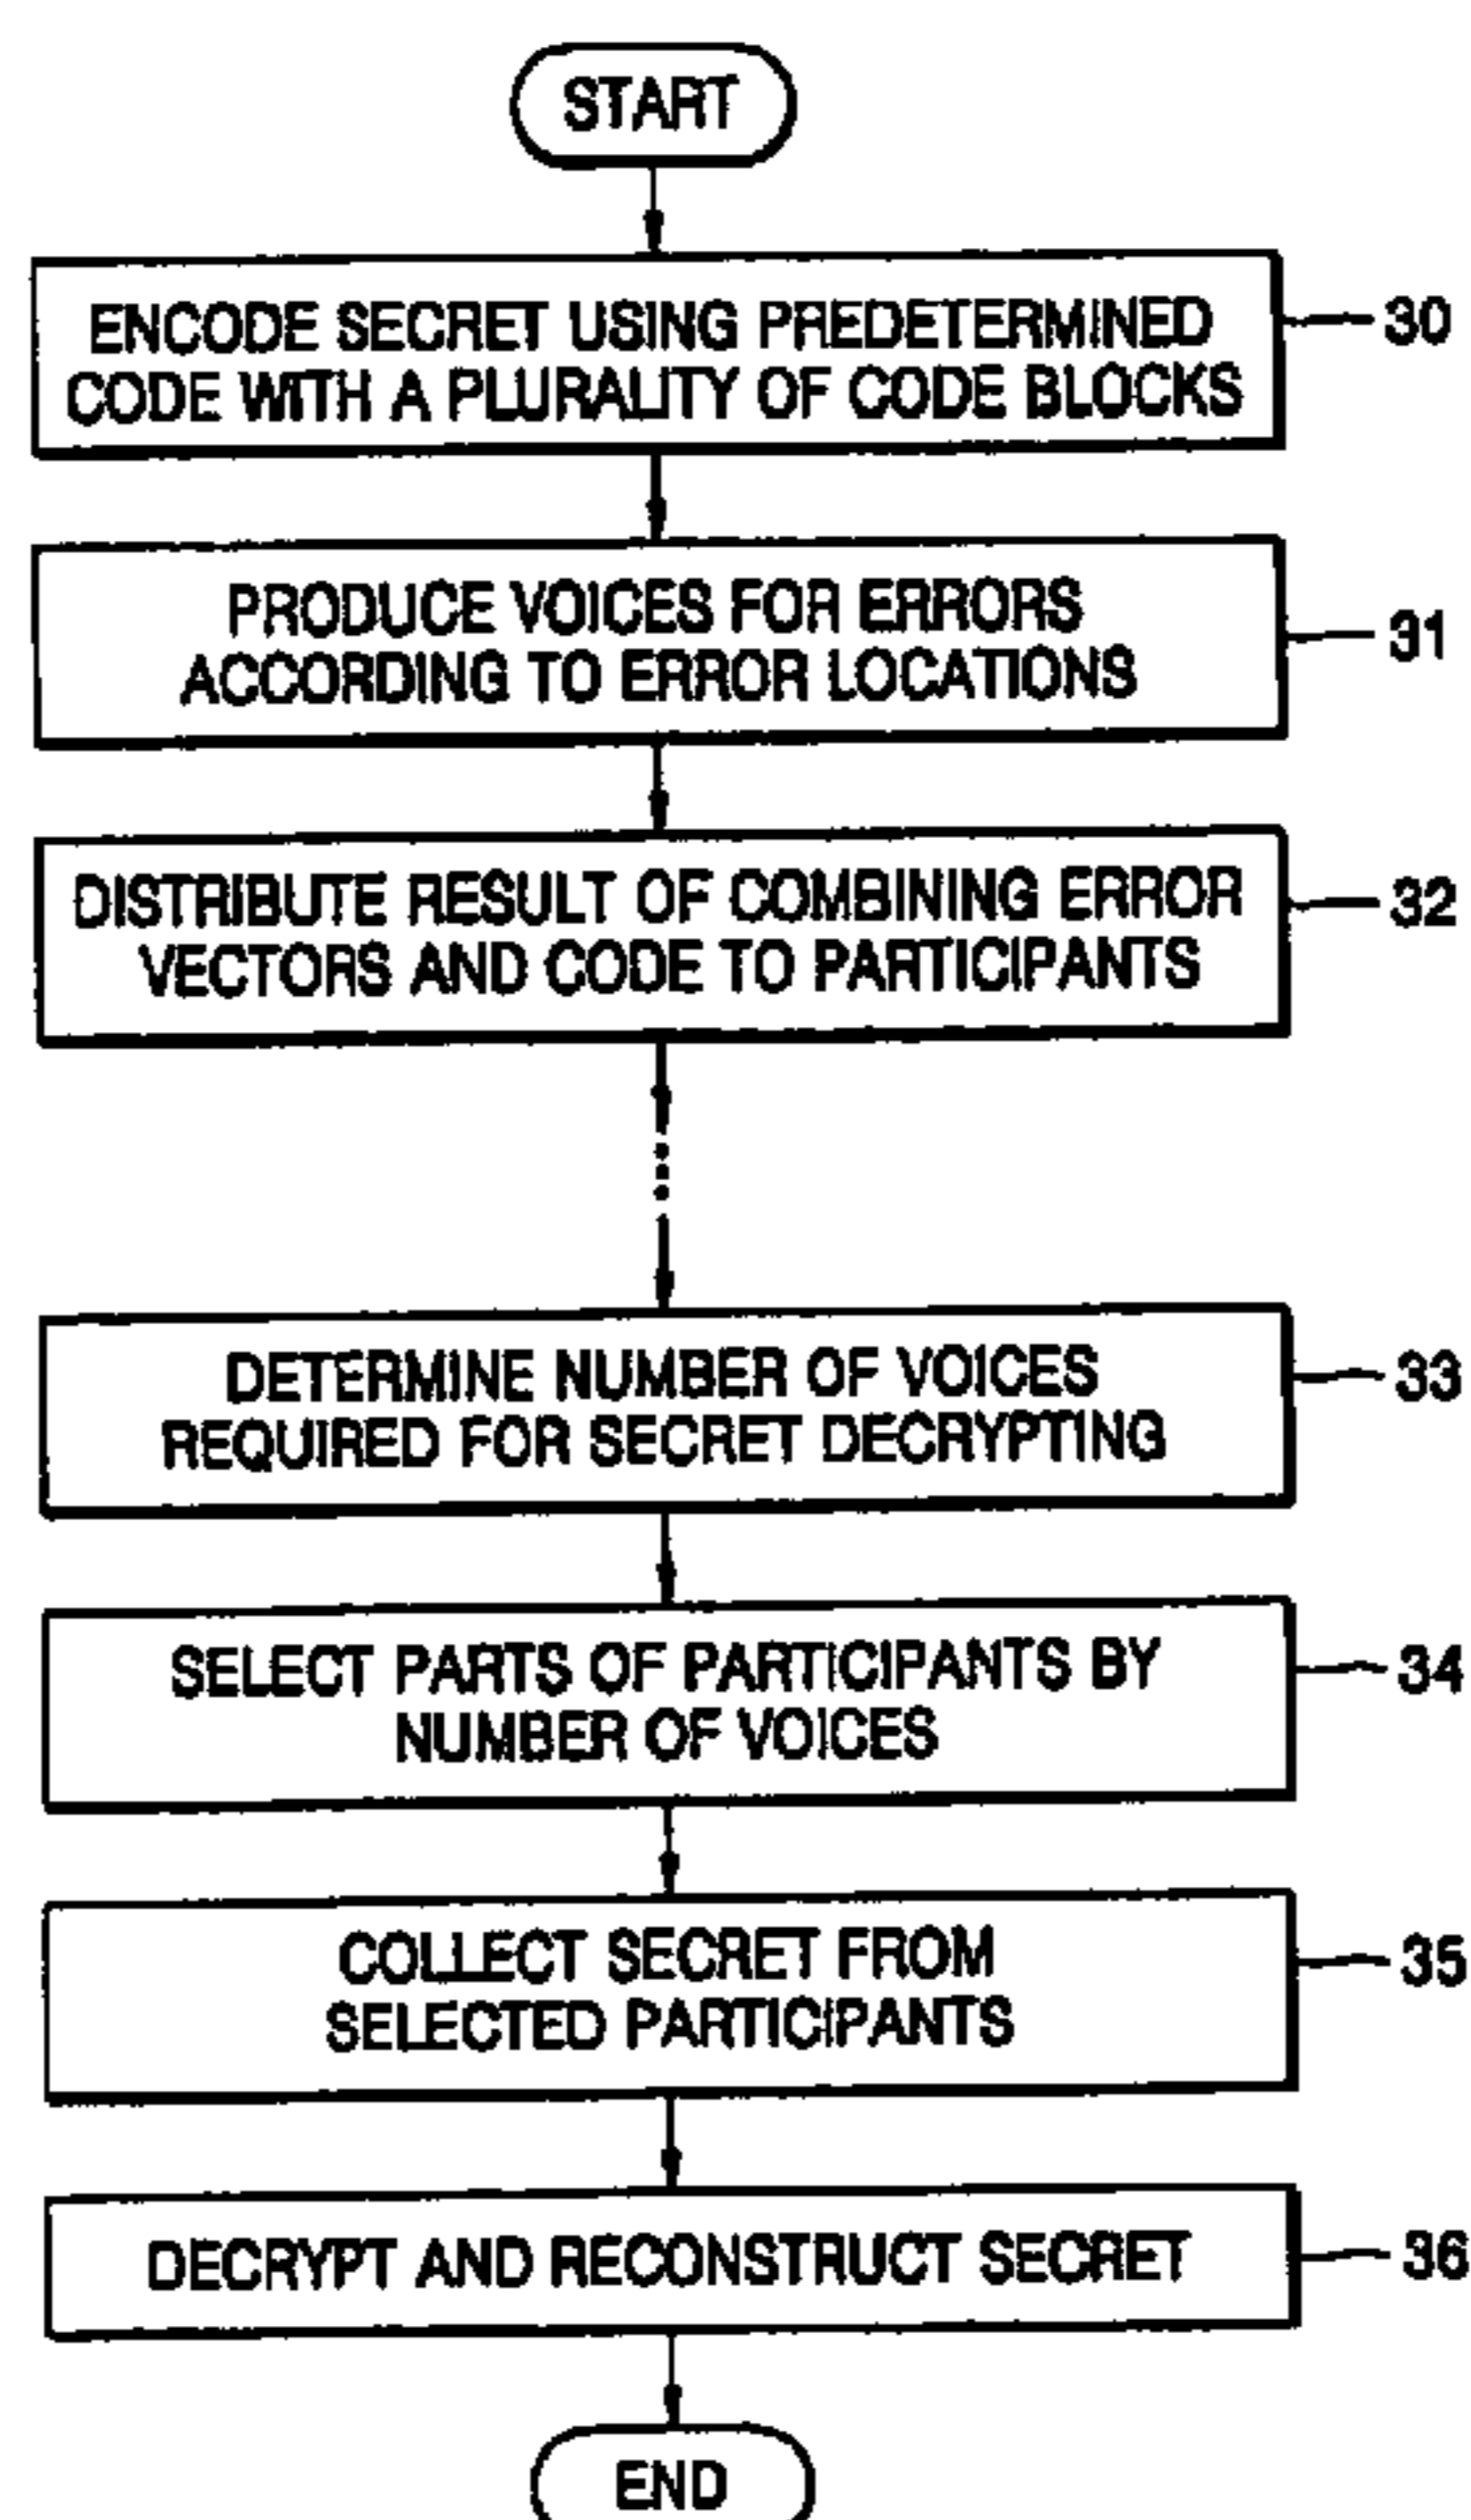 START
ENCODE SECRET USING PREDETERMINED
CODE WITH A PLURALITY OF CODE BLOCKS
30
PRODUCE VOICES FOR ERRORS
ACCORDING TO ERROR LOCATIONS
31
DISTRIBUTE RESULT OF COMBINING ERROR
VECTORS AND CODE TO PARTICIPANTS
32
DETERMINE NUMBER OF VOICES
REQUIRED FOR SECRET DECRYPTING
33
SELECT PARTS OF PARTICIPANTS BY
NUMBER OF VOICES
34
COLLECT SECRET FROM
SELECTED PARTICIPANTS
35
DECRYPT AND RECONSTRUCT SECRET
36
END